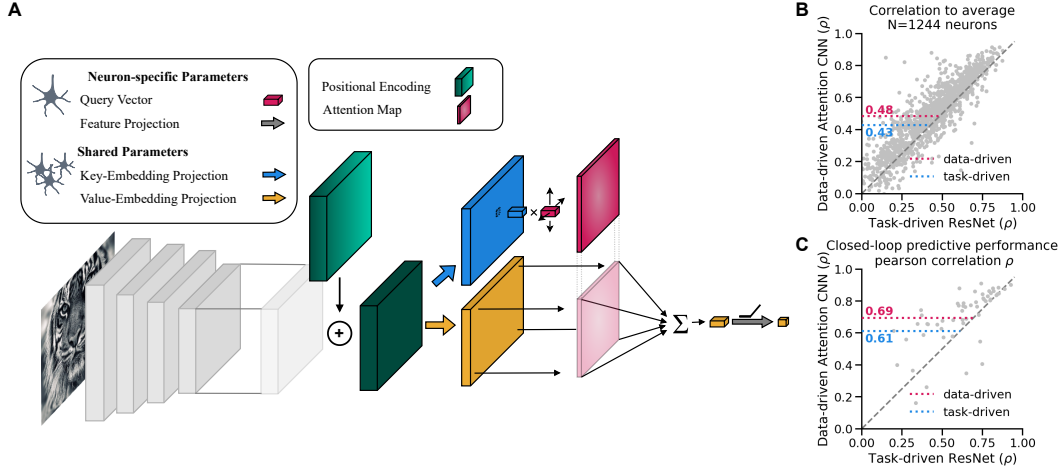 A
Neuron-specific Parameters
Query Vector
Feature Projection
Shared Parameters
Key-Embedding Projection
Value-Embedding Projection
Positional Encoding
Attention Map
×
+
Σ
B
Correlation to average
N=1244 neurons
Data-driven Attention CNN (ρ)
1.0
0.8
0.6
0.4
0.2
0.0
0.48
0.43
data-driven
task-driven
0.00 0.25 0.50 0.75 1.00
Task-driven ResNet (ρ)
C
Closed-loop predictive performance
pearson correlation ρ
Data-driven Attention CNN (ρ)
1.0
0.8
0.6
0.4
0.2
0.0
0.69
0.61
data-driven
task-driven
0.00 0.25 0.50 0.75 1.00
Task-driven ResNet (ρ)